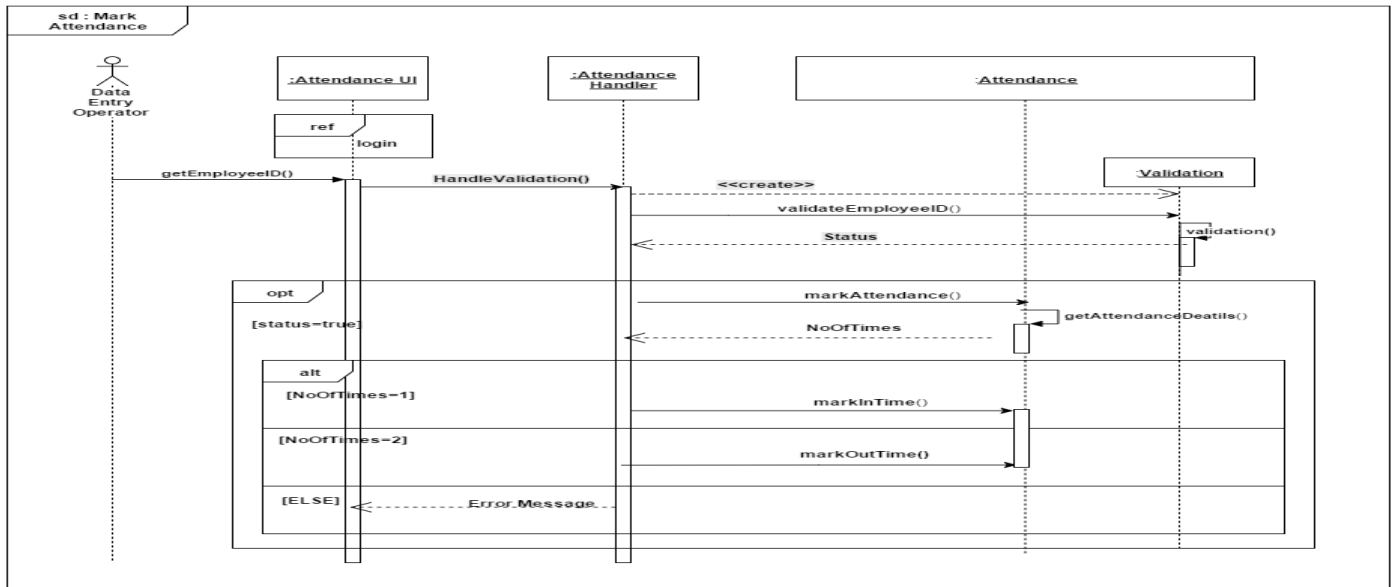 sd : Mark
Attendance
Data
Entry
Operator
:Attendance UI
:Attendance
Handler
:Attendance
ref
login
:Validation
getEmployeeID()
HandleValidation()
<<create>>
validateEmployeeID()
validation()
Status
opt
[status=true]
markAttendance()
getAttendanceDeatils()
NoOfTimes
alt
[NoOfTimes=1]
markInTime()
[NoOfTimes=2]
markOutTime()
[ELSE]
Error Message